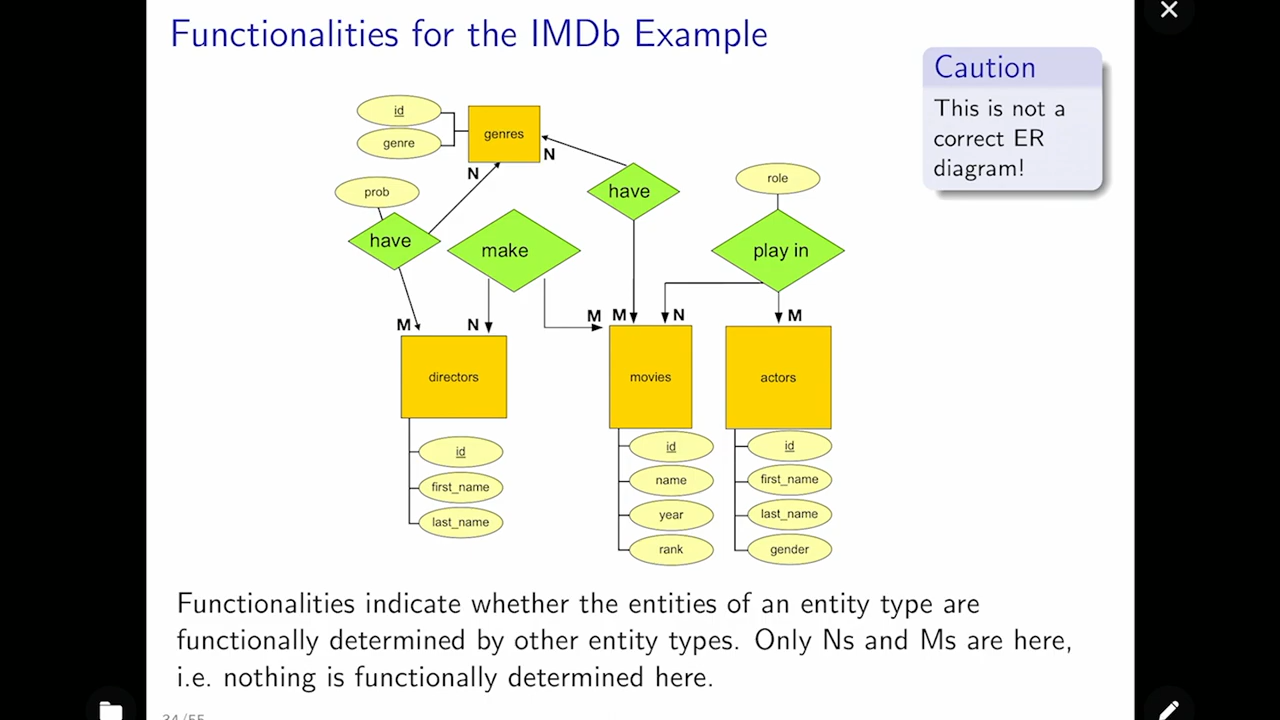 Functionalities for the IMDb Example
Caution
This is not a
correct ER
diagram!
id
genre
genres
N
N
prob
have
make
have
role
play in
M
N
M
M
N
M
directors
movies
actors
id
first_name
last_name
id
name
year
rank
id
first_name
last_name
gender
Functionalities indicate whether the entities of an entity type are
functionally determined by other entity types. Only Ns and Ms are here,
i.e. nothing is functionally determined here.
34/55